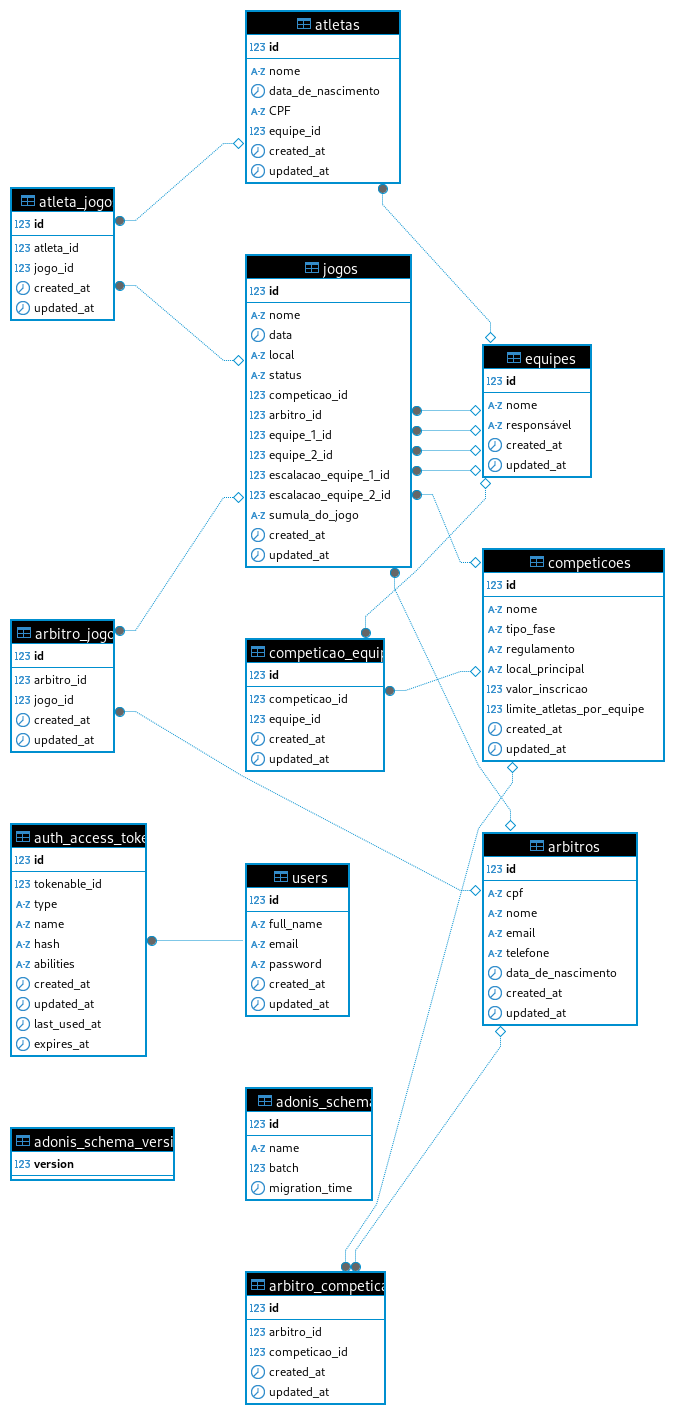 atletas
123 id
A-Z nome
data_de_nascimento
A-Z CPF
123 equipe_id
created_at
updated_at
atleta_jogo
123 id
123 atleta_id
123 jogo_id
created_at
updated_at
jogos
123 id
A-Z nome
data
A-Z local
A-Z status
123 competicao_id
123 arbitro_id
123 equipe_1_id
123 equipe_2_id
123 escalacao_equipe_1_id
123 escalacao_equipe_2_id
A-Z sumula_do_jogo
created_at
updated_at
equipes
123 id
A-Z nome
A-Z responsável
created_at
updated_at
competicoes
123 id
A-Z nome
A-Z tipo_fase
A-Z regulamento
A-Z local_principal
123 valor_inscricao
123 limite_atletas_por_equipe
created_at
updated_at
arbitro_jogo
123 id
123 arbitro_id
123 jogo_id
created_at
updated_at
competicao_equip
123 id
123 competicao_id
123 equipe_id
created_at
updated_at
auth_access_toke
123 id
123 tokenable_id
A-Z type
A-Z name
A-Z hash
A-Z abilities
created_at
updated_at
last_used_at
expires_at
users
123 id
A-Z full_name
A-Z email
A-Z password
created_at
updated_at
arbitros
123 id
A-Z cpf
A-Z nome
A-Z email
A-Z telefone
data_de_nascimento
created_at
updated_at
adonis_schema_versi
123 version
adonis_schema
123 id
A-Z name
123 batch
migration_time
arbitro_competica
123 id
123 arbitro_id
123 competicao_id
created_at
updated_at